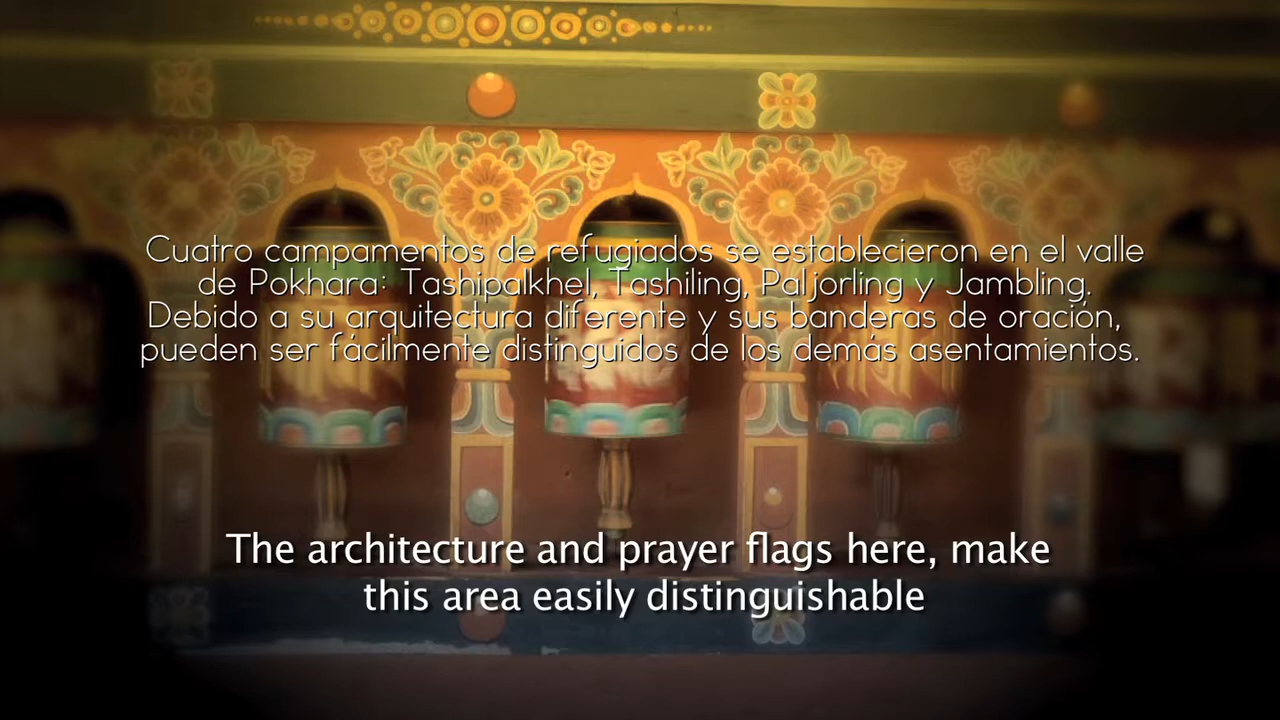 Cuatro campamentos de refugiados se establecieron en el valle
de Pokhara: Tashipalkhel, Tashiling, Paljorling y Jambling.
Debido a su arquitectura diferente y sus banderas de oración,
pueden ser fácilmente distinguidos de los demás asentamientos.
The architecture and prayer flags here, make
this area easily distinguishable